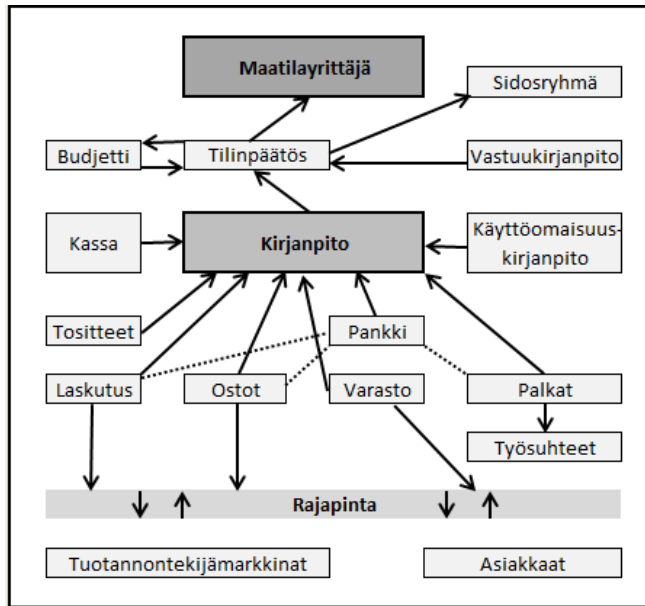 Maatilayrittäjä
Sidosryhmä
Budjetti
Tilinpäätös
Vastuukirjanpito
Kassa
Kirjanpito
Käyttöomaisuus-
kirjanpito
Tositteet
Pankki
Laskutus
Ostot
Varasto
Palkat
Työsuhteet
Rajapinta
Tuotannontekijämarkkinat
Asiakkaat